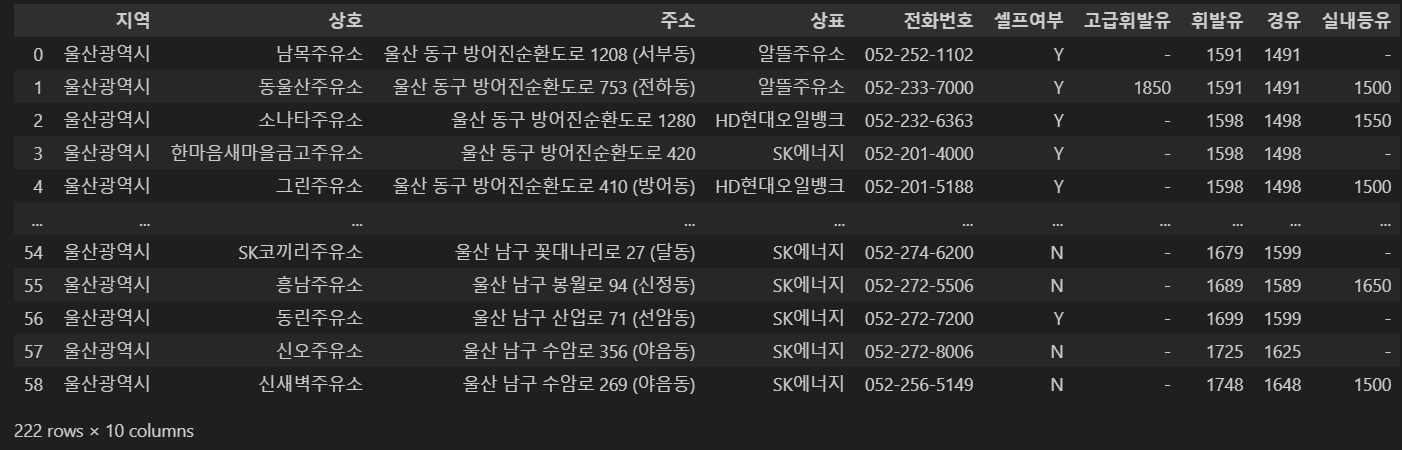 지역 상호 주소 상표 전화번호 셀프여부 고급휘발유 휘발유 경유 실내등유
0 울산광역시 남목주유소 울산 동구 방어진순환도로 1208 (서부동) 알뜰주유소 052-252-1102 Y - 1591 1491 -
1 울산광역시 동울산주유소 울산 동구 방어진순환도로 753 (전하동) 알뜰주유소 052-233-7000 Y 1850 1591 1491 1500
2 울산광역시 소나타주유소 울산 동구 방어진순환도로 1280 HD현대오일뱅크 052-232-6363 Y - 1598 1498 1550
3 울산광역시 한마음새마을금고주유소 울산 동구 방어진순환도로 420 SK에너지 052-201-4000 Y - 1598 1498 -
4 울산광역시 그린주유소 울산 동구 방어진순환도로 410 (방어동) HD현대오일뱅크 052-201-5188 Y - 1598 1498 1500
... ... ... ... ... ... ... ... ... ... ...
54 울산광역시 SK코끼리주유소 울산 남구 꽃대나리로 27 (달동) SK에너지 052-274-6200 N - 1679 1599 -
55 울산광역시 흥남주유소 울산 남구 봉월로 94 (신정동) SK에너지 052-272-5506 N - 1689 1589 1650
56 울산광역시 동린주유소 울산 남구 산업로 71 (선암동) SK에너지 052-272-7200 Y - 1699 1599 -
57 울산광역시 신오주유소 울산 남구 수암로 356 (야음동) SK에너지 052-272-8006 N - 1725 1625 -
58 울산광역시 신새벽주유소 울산 남구 수암로 269 (야음동) SK에너지 052-256-5149 N - 1748 1648 1500
222 rows × 10 columns